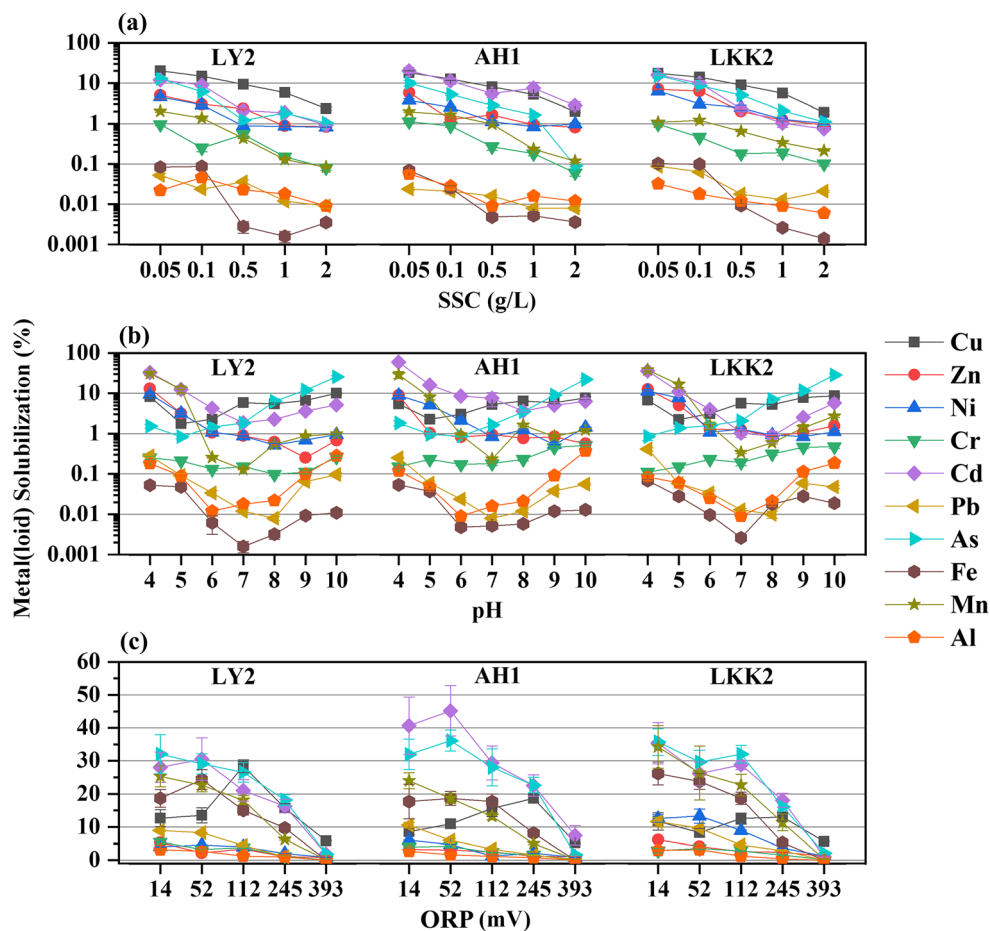 (a)
LY2 AH1 LKK2
100
10
1
0.1
0.01
0.001
0.05 0.1 0.5 1 2 0.05 0.1 0.5 1 2 0.05 0.1 0.5 1 2
SSC (g/L)
Metal(loid) Solubilization (%)
(b)
LY2 AH1 LKK2
100
10
1
0.1
0.01
0.001
4 5 6 7 8 9 10 4 5 6 7 8 9 10 4 5 6 7 8 9 10
pH
Cu
Zn
Ni
Cr
Cd
Pb
As
Fe
Mn
Al
(c)
LY2 AH1 LKK2
60
50
40
30
20
10
0
14 52 112 245 393 14 52 112 245 393 14 52 112 245 393
ORP (mV)